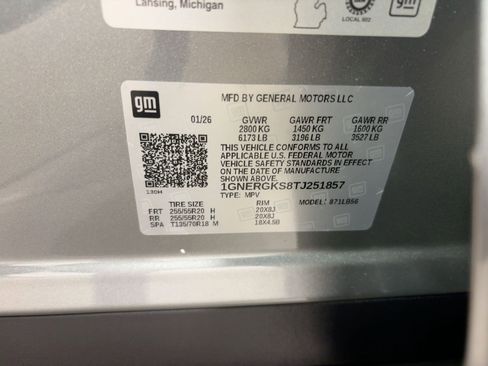 Lansing, Michigan
LOCAL 602
gm
gm
MFD BY GENERAL MOTORS LLC
01/26 GVWR GAWR FRT GAWR RR
2800 KG 1450 KG 1600 KG
6173 LB 3196 LB 3527 LB
THIS VEHICLE CONFORMS TO ALL
APPLICABLE U.S. FEDERAL MOTOR
VEHICLE SAFETY STANDARDS IN EFFECT
ON THE DATE OF MANUFACTURE
SHOWN ABOVE.
1GNERGKS8TJ251857
TYPE: MPV MODEL: 871LB56
TIRE SIZE RIM
FRT 255/55R20 H 20X8J
RR 255/55R20 H 20X8J
SPA T135/70R18 M 18X4.5B